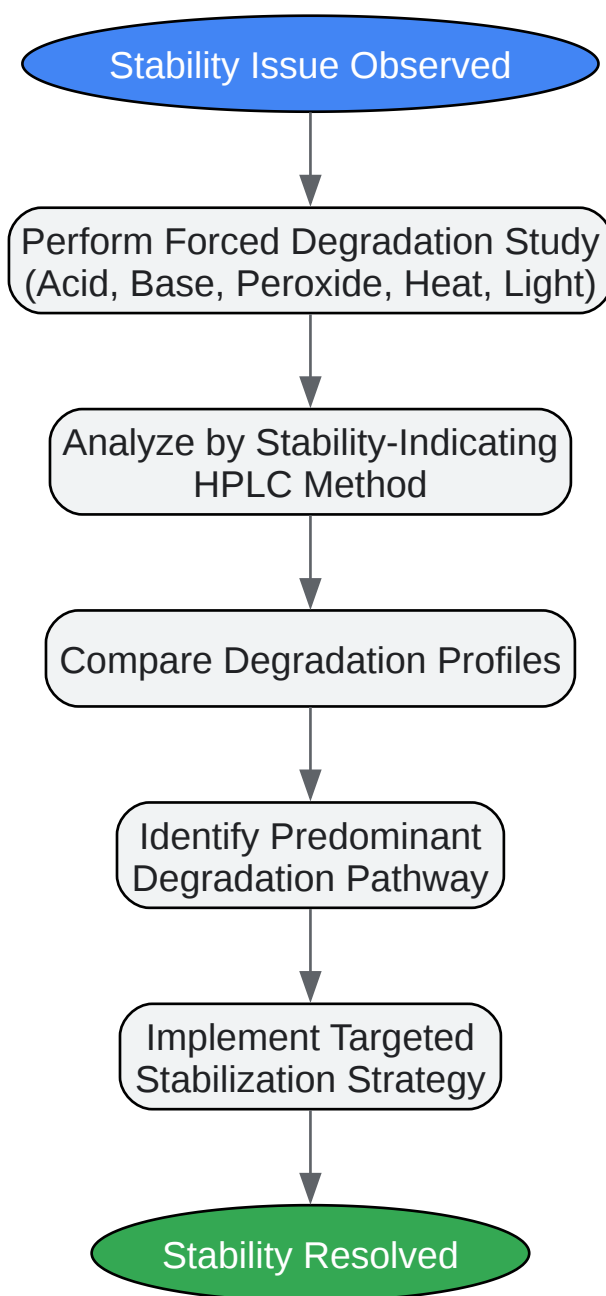 Stability Issue Observed
Perform Forced Degradation Study
(Acid, Base, Peroxide, Heat, Light)
Analyze by Stability-Indicating
HPLC Method
Compare Degradation Profiles
Identify Predominant
Degradation Pathway
Implement Targeted
Stabilization Strategy
Stability Resolved